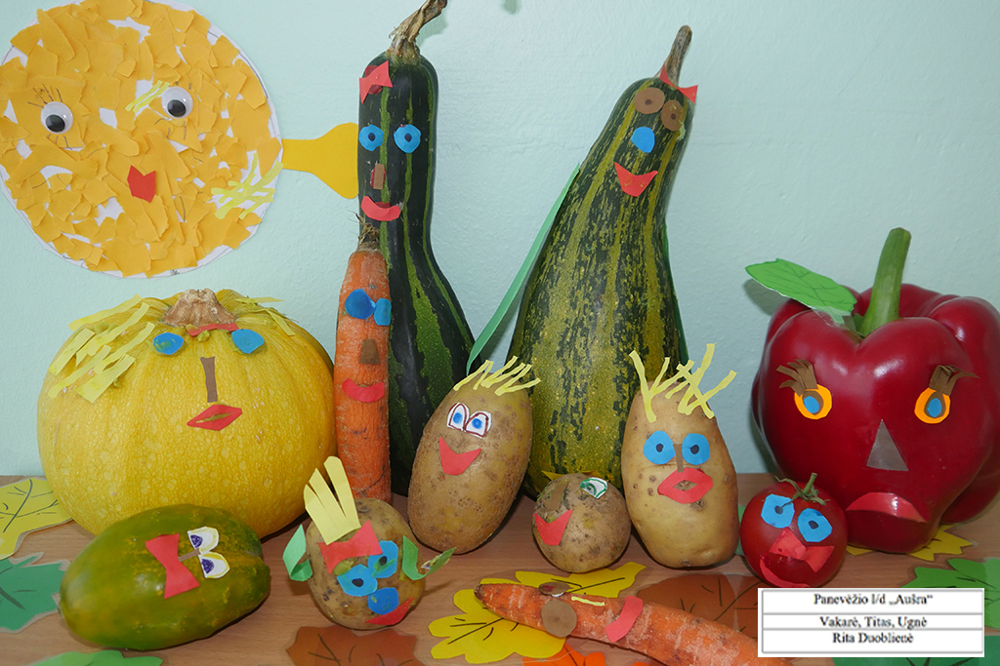 Panevėžio l/d „Aušra“
Vakarė, Titas, Ugnė
Rita Duoblienė